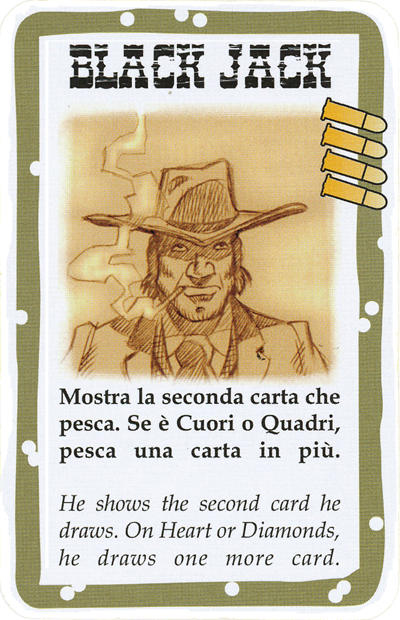 BLACK JACK
Mostra la seconda carta che
pesca. Se è Cuori o Quadri,
pesca una carta in più.
He shows the second card he
draws. On Heart or Diamonds,
he draws one more card.